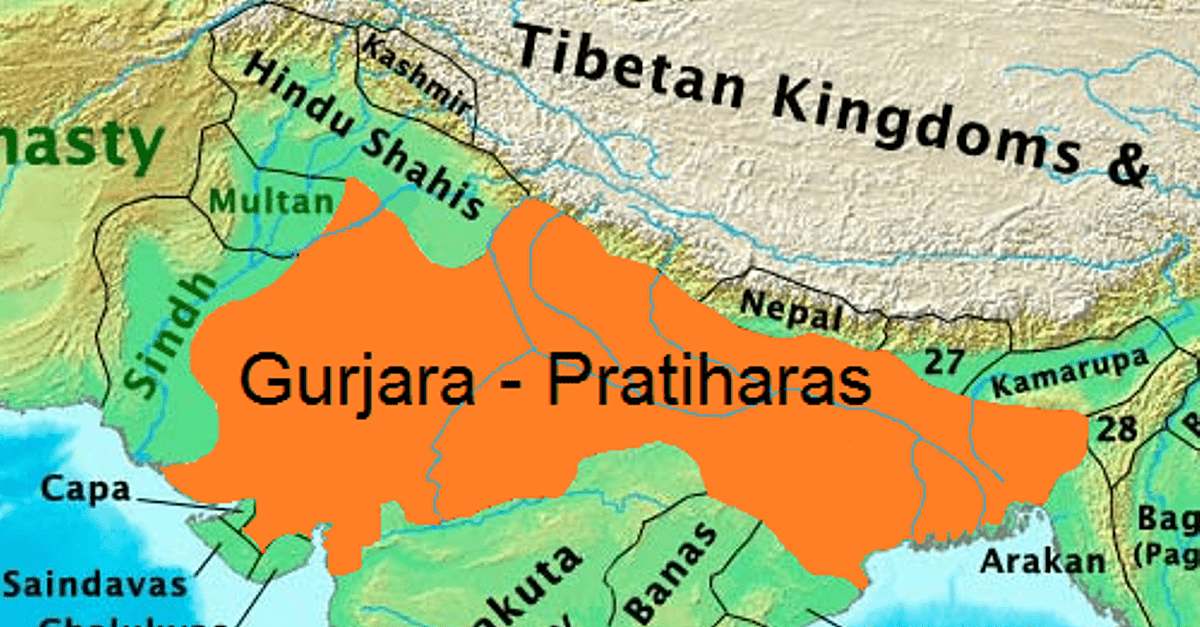 Tibetan Kingdoms &
Kashmir
Hindu Shahis
nasty
Multan
Sindh
Nepal
27
Kamarupa
28
Gurjara - Pratiharas
Capa
Saindavas
akuta
Banas
Arakan
Bag
(Pag